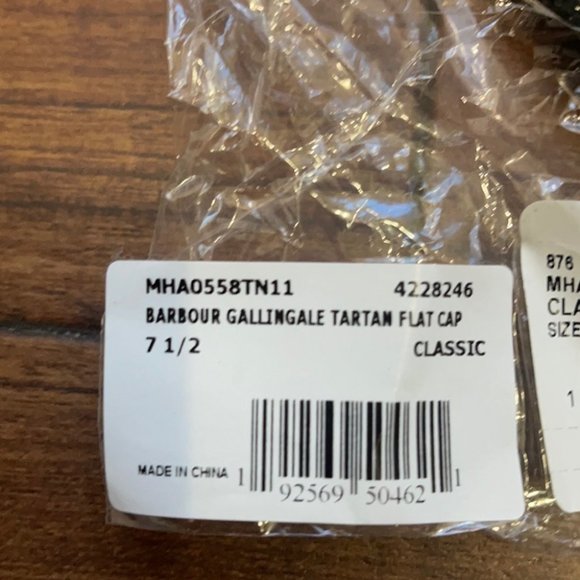 MHA0558TN11 4228246
BARBOUR GALLINGALE TARTAN FLAT CAP
7 1/2 CLASSIC
MADE IN CHINA
1 92569 50462 1
876
MHA
CLA
SIZE
1